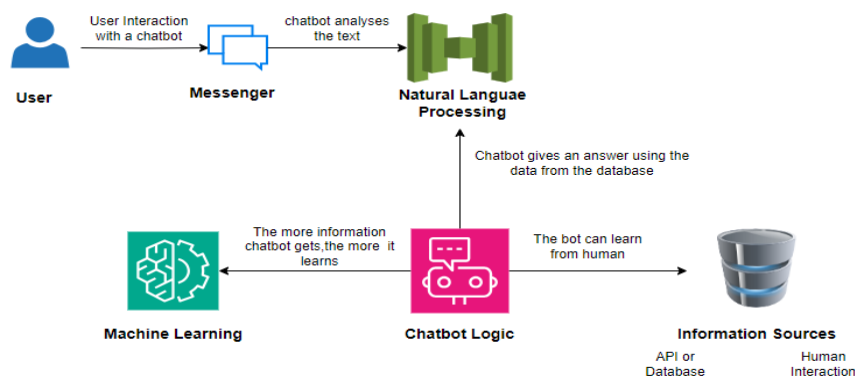 User Interaction
with a chatbot
chatbot analyses
the text
User
Messenger
Natural Languae
Processing
Chatbot gives an answer using the
data from the database
The more information
chatbot gets,the more it
learns
The bot can learn
from human
Machine Learning
Chatbot Logic
Information Sources
API or
Database
Human
Interaction